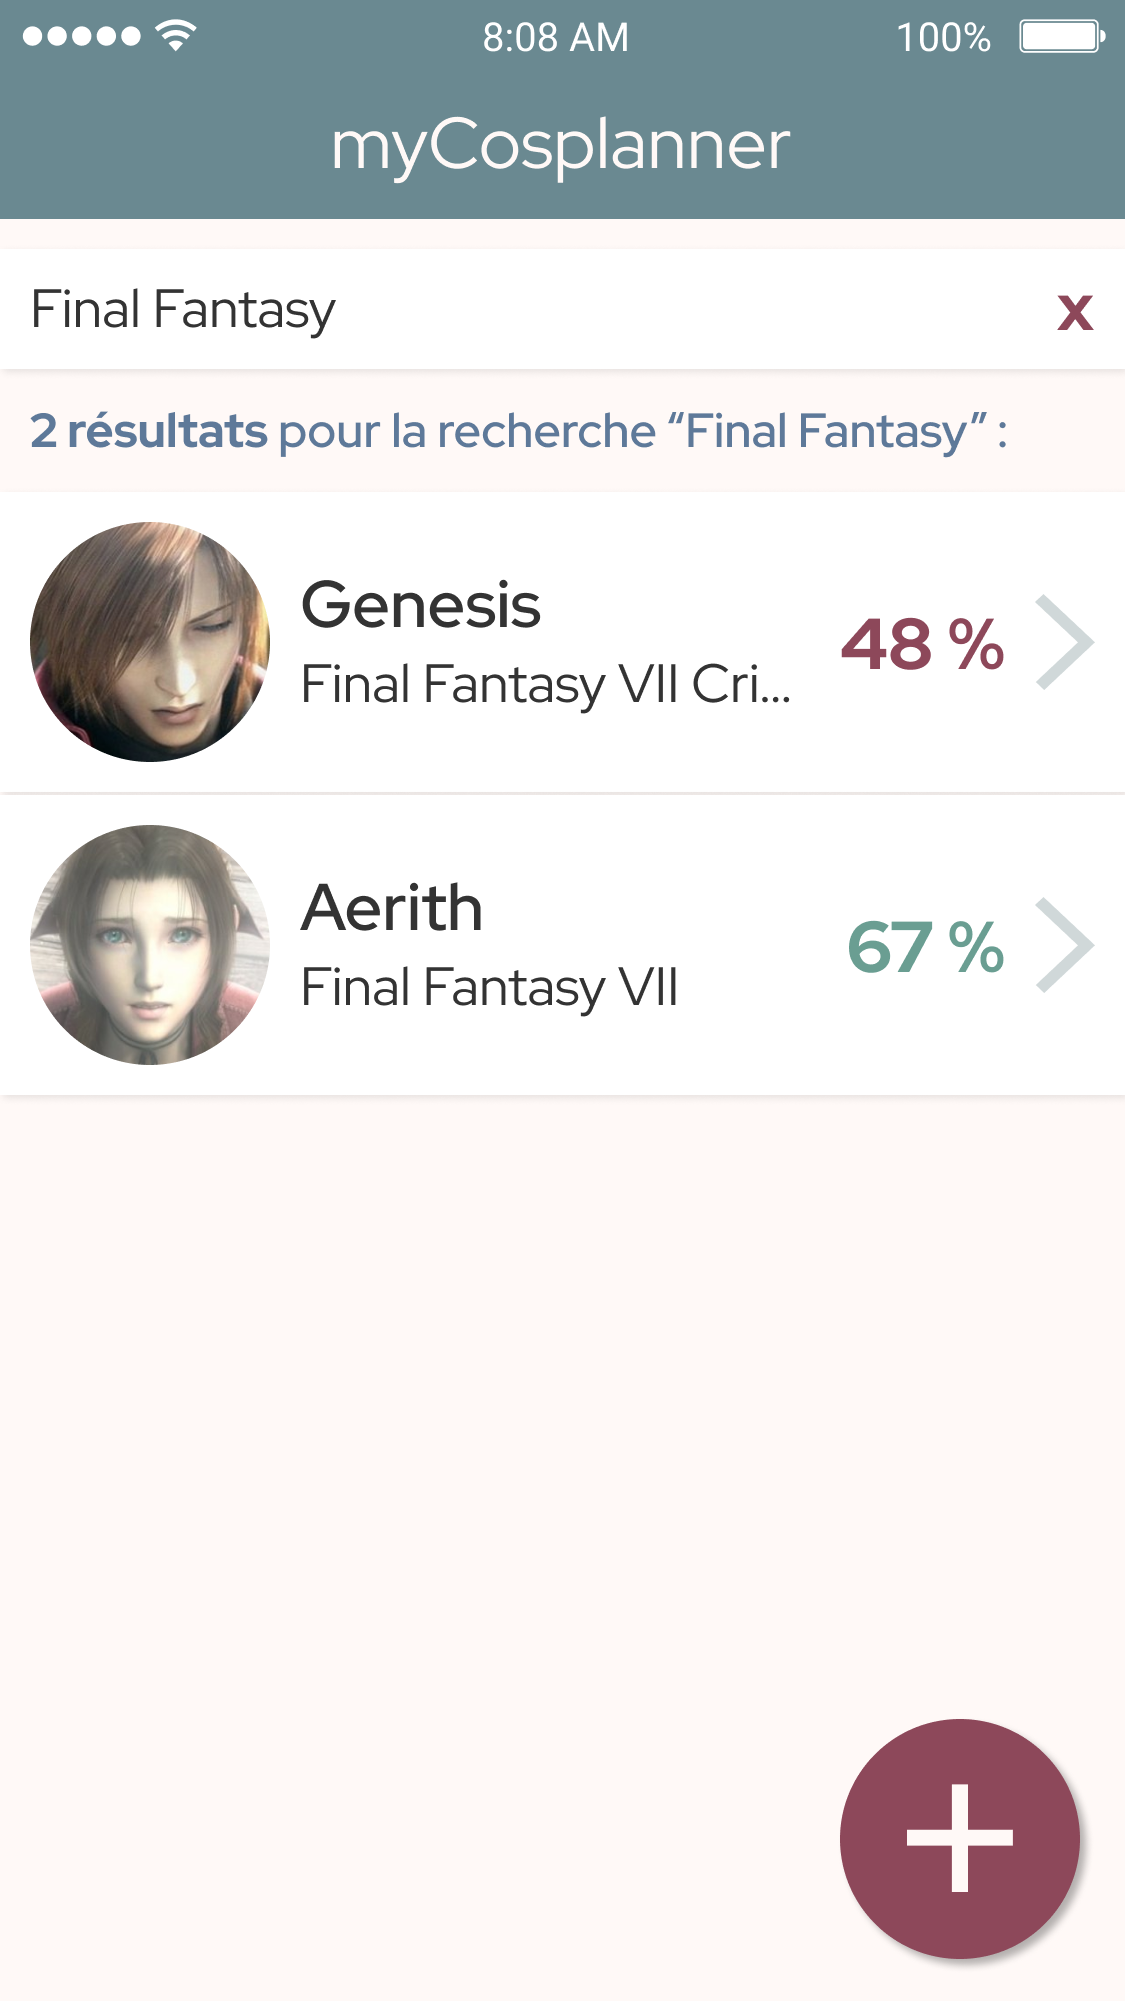 8:08 AM 100%
myCosplanner
Final Fantasy x
2 résultats pour la recherche “Final Fantasy” :
Genesis
Final Fantasy VII Cri...
48 %
Aerith
Final Fantasy VII
67 %